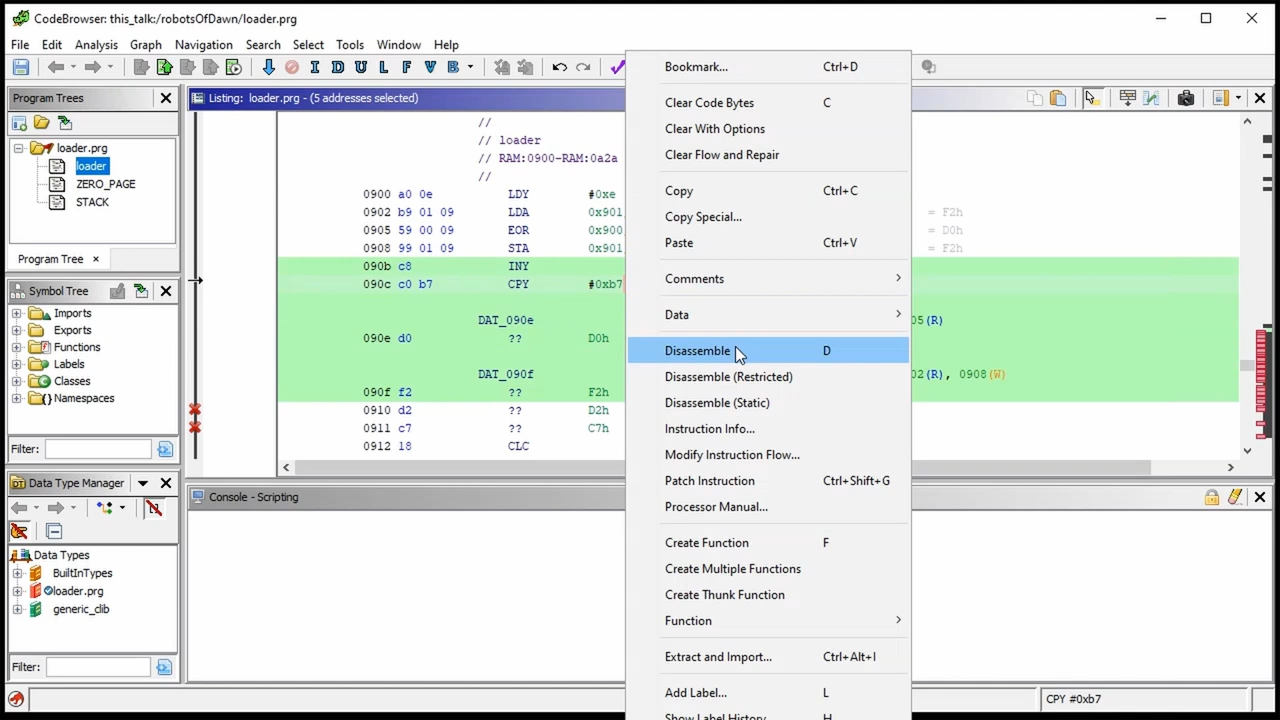 CodeBrowser: this_talk:/robotsOfDawn/loader.prg
File Edit Analysis Graph Navigation Search Select Tools Window Help
I D U L F V B
Program Trees
loader.prg
loader
ZERO_PAGE
STACK
Program Tree ×
Symbol Tree
Imports
Exports
Functions
Labels
Classes
Namespaces
Filter:
Data Type Manager
Data Types
BuiltInTypes
loader.prg
generic_clib
Filter:
Listing: loader.prg - (5 addresses selected)
//
// loader
// RAM:0900-RAM:0a2a
//
0900 a0 0e LDY #0xe
0902 b9 01 09 LDA 0x901, = F2h
0905 59 00 09 EOR 0x900 = D0h
0908 99 01 09 STA 0x901 = F2h
090b c8 INY
090c c0 b7 CPY #0xb7
DAT_090e 05(R)
090e d0 ?? D0h
DAT_090f 02(R), 0908(W)
090f f2 ?? F2h
0910 d2 ?? D2h
0911 c7 ?? C7h
0912 18 CLC
Console - Scripting
Bookmark... Ctrl+D
Clear Code Bytes C
Clear With Options
Clear Flow and Repair
Copy Ctrl+C
Copy Special...
Paste Ctrl+V
Comments
Data
Disassemble D
Disassemble (Restricted)
Disassemble (Static)
Instruction Info...
Modify Instruction Flow...
Patch Instruction Ctrl+Shift+G
Processor Manual...
Create Function F
Create Multiple Functions
Create Thunk Function
Function
Extract and Import... Ctrl+Alt+I
Add Label... L
Show Label History... H
CPY #0xb7